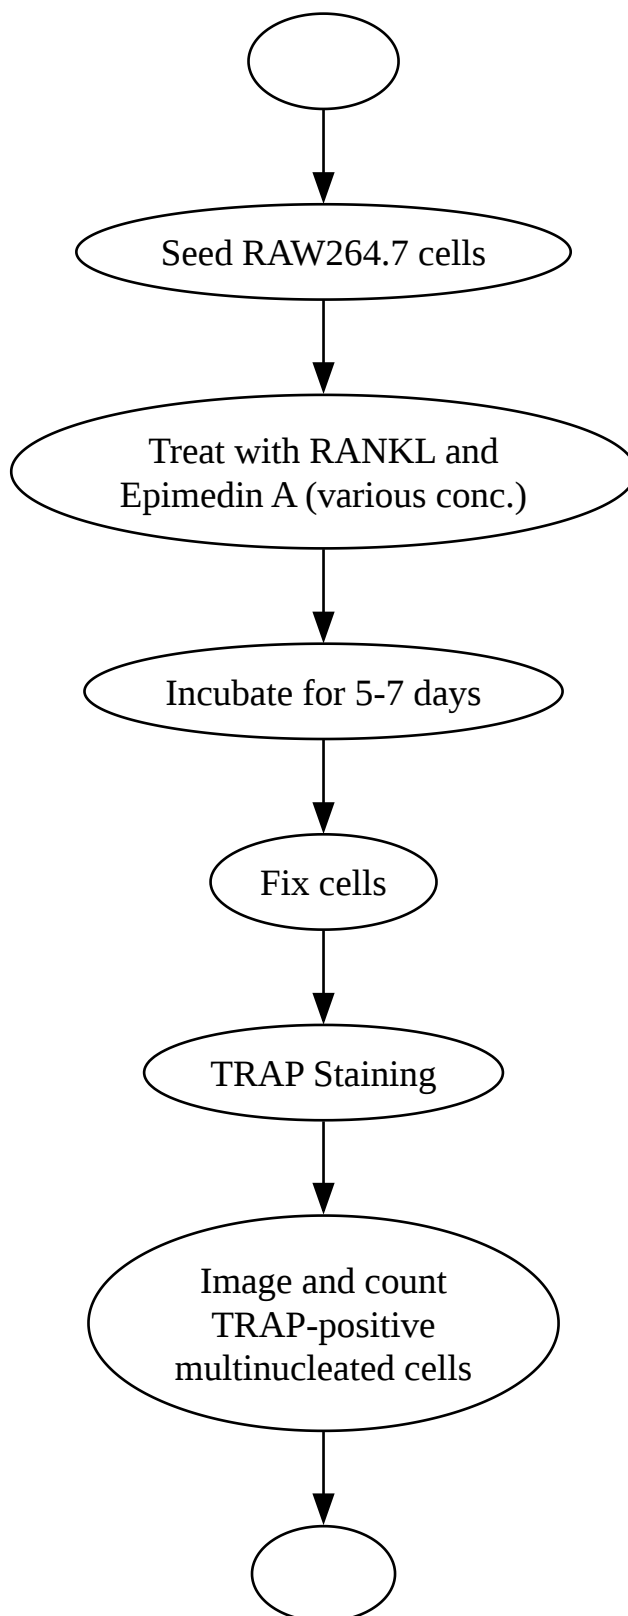 Seed RAW264.7 cells
Treat with RANKL and
Epimedin A (various conc.)
Incubate for 5-7 days
Fix cells
TRAP Staining
Image and count
TRAP-positive
multinucleated cells